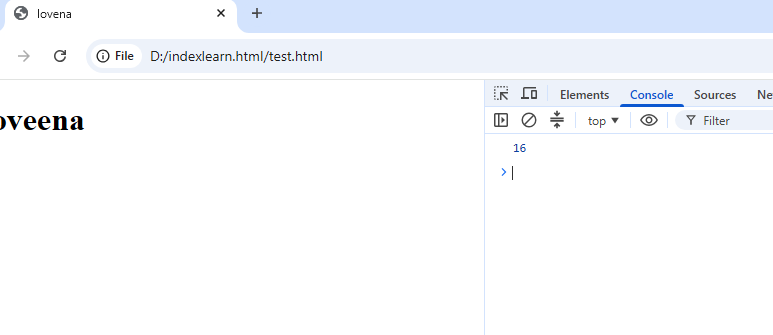 lovena
File D:/indexlearn.html/test.html
oveena
Elements Console Sources Ne
top Filter
16